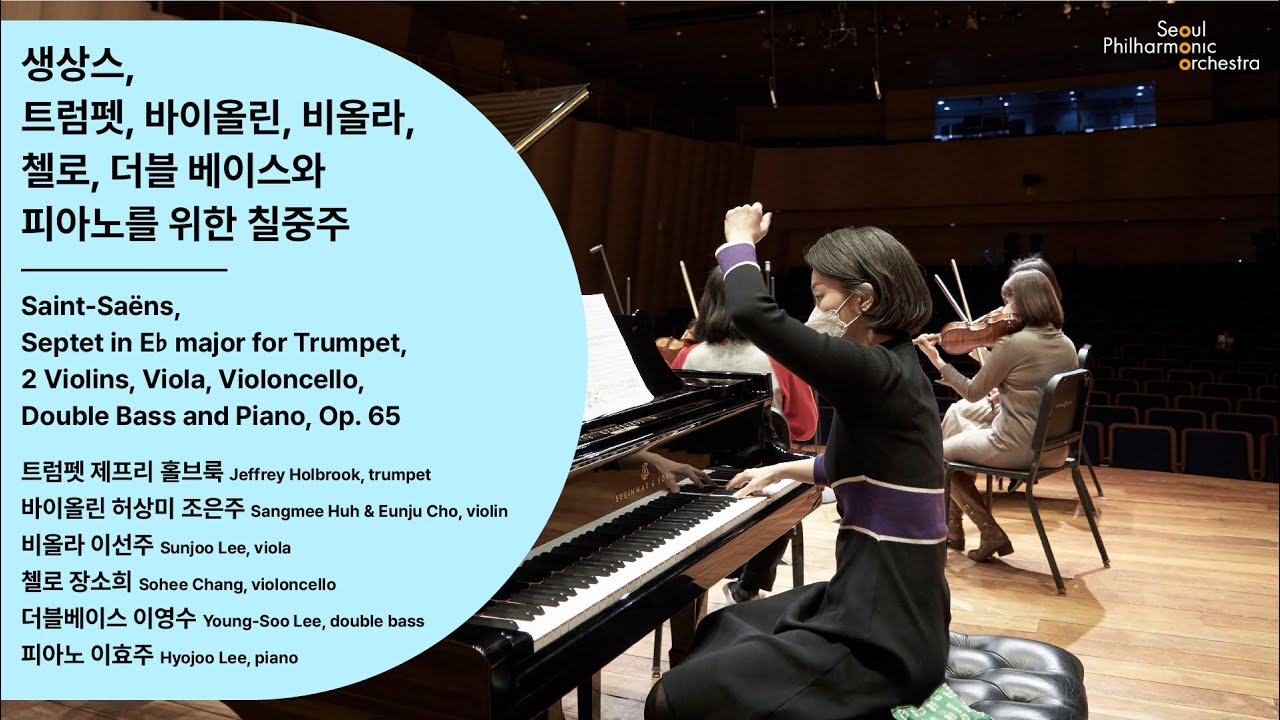 생상스,
트럼펫, 바이올린, 비올라,
첼로, 더블 베이스와
피아노를 위한 칠중주
Saint-Saëns,
Septet in E♭ major for Trumpet,
2 Violins, Viola, Violoncello,
Double Bass and Piano, Op. 65
트럼펫 제프리 홀브룩 Jeffrey Holbrook, trumpet
바이올린 허상미 조은주 Sangmee Huh & Eunju Cho, violin
비올라 이선주 Sunjoo Lee, viola
첼로 장소희 Sohee Chang, violoncello
더블베이스 이영수 Young-Soo Lee, double bass
피아노 이효주 Hyojoo Lee, piano
Seoul
Philharmonic
Orchestra
STEINWAY & SONS